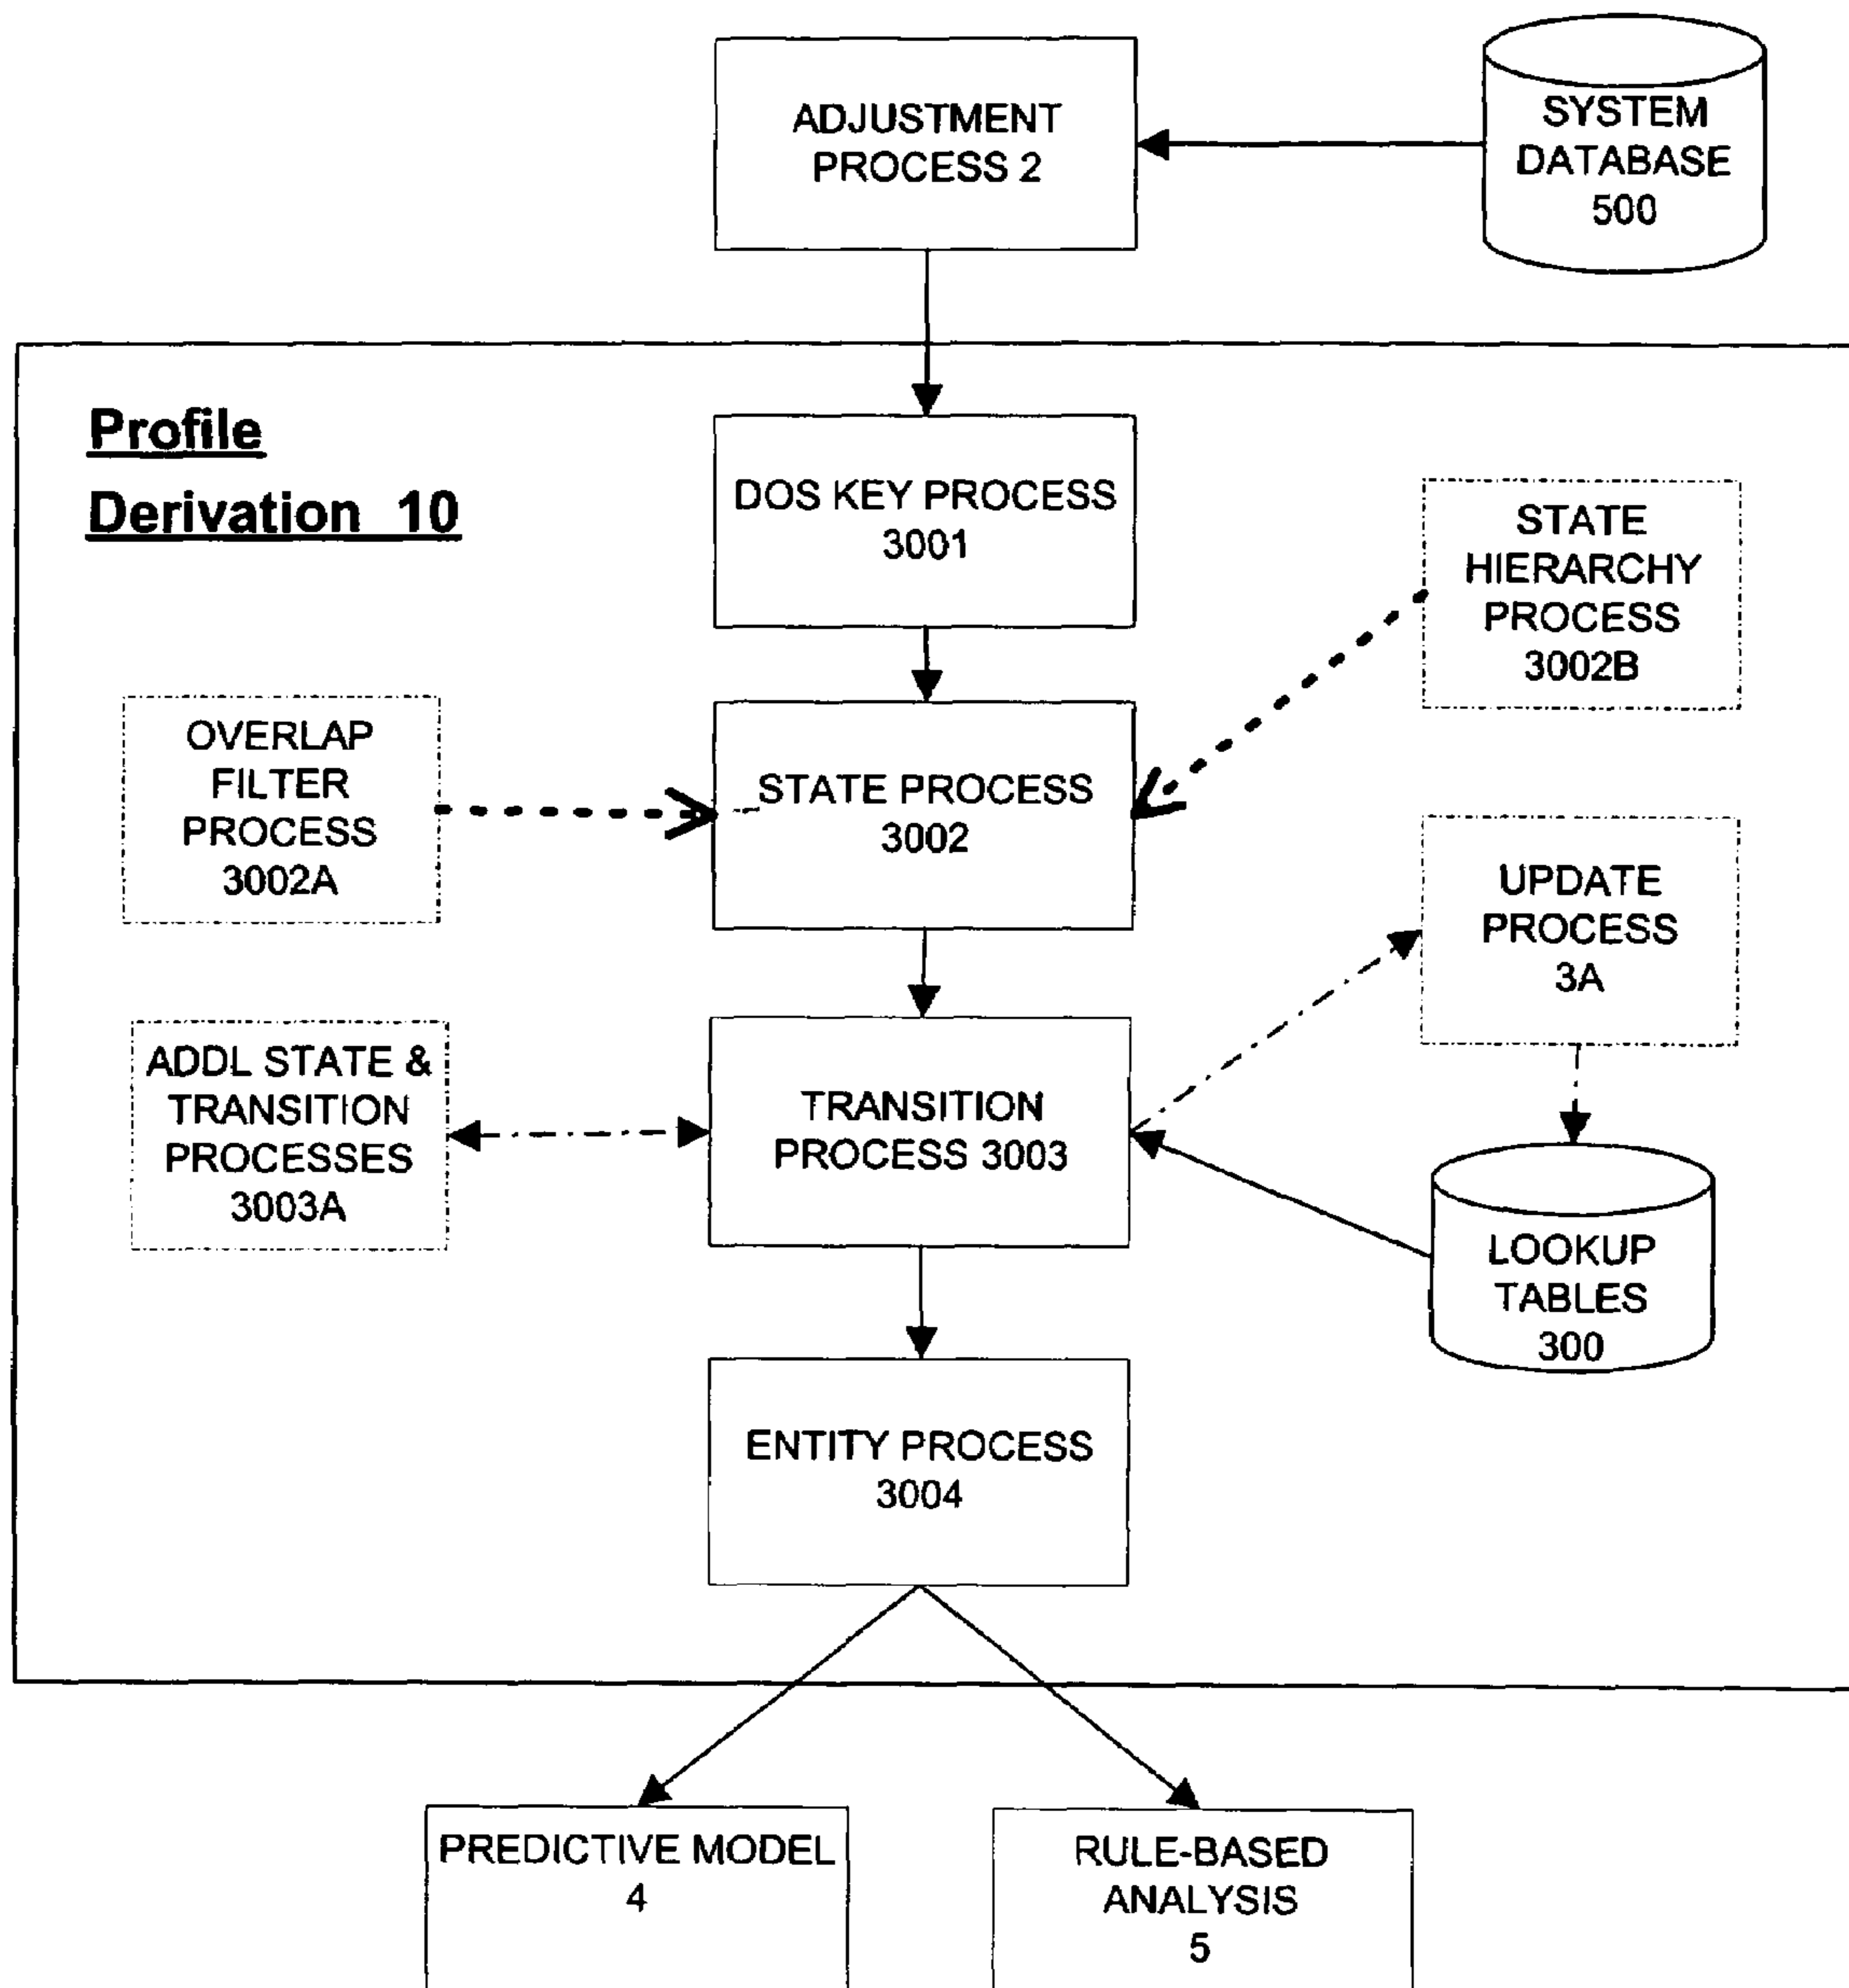 ADJUSTMENT
PROCESS 2
SYSTEM
DATABASE
500
Profile
Derivation 10
DOS KEY PROCESS
3001
STATE
HIERARCHY
PROCESS
3002B
OVERLAP
FILTER
PROCESS
3002A
STATE PROCESS
3002
UPDATE
PROCESS
3A
ADDL STATE &
TRANSITION
PROCESSES
3003A
TRANSITION
PROCESS 3003
LOOKUP
TABLES
300
ENTITY PROCESS
3004
PREDICTIVE MODEL
4
RULE-BASED
ANALYSIS
5